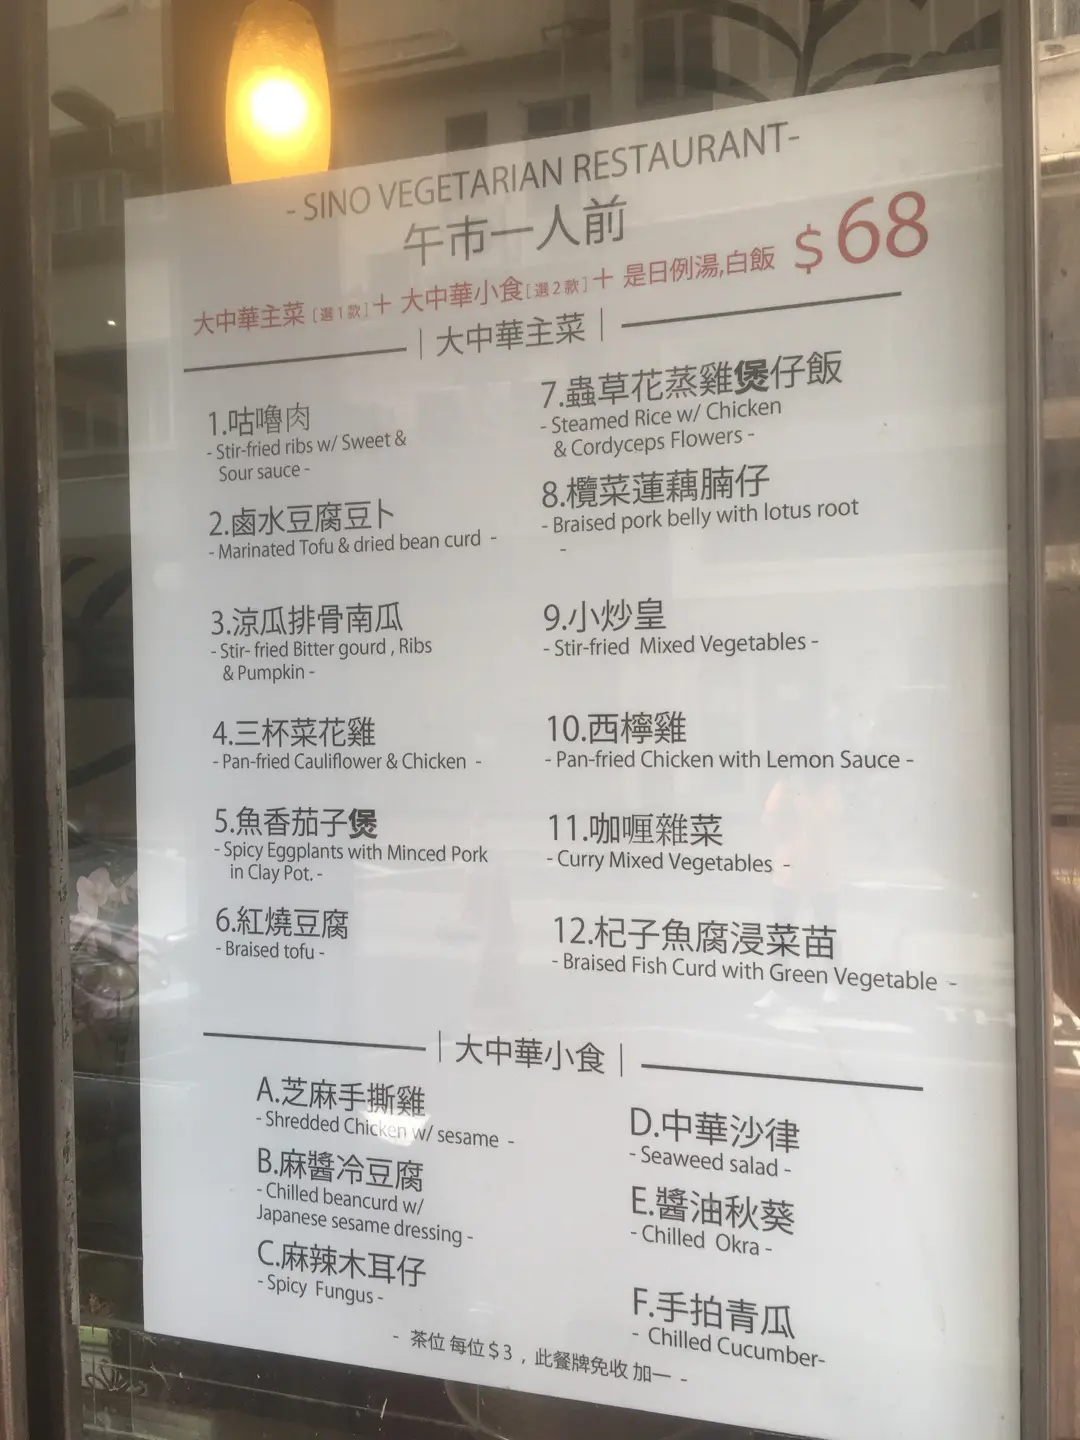 - SINO VEGETARIAN RESTAURANT-
午市一人前
大中華主菜[選1款]＋大中華小食[選2款]＋是日例湯,白飯 $68
｜大中華主菜｜
1.咕嚕肉
- Stir-fried ribs w/ Sweet &
Sour sauce -
2.鹵水豆腐豆卜
- Marinated Tofu & dried bean curd -
3.涼瓜排骨南瓜
- Stir- fried Bitter gourd , Ribs
& Pumpkin -
4.三杯菜花雞
- Pan-fried Cauliflower & Chicken -
5.魚香茄子煲
- Spicy Eggplants with Minced Pork
in Clay Pot. -
6.紅燒豆腐
- Braised tofu -
7.蟲草花蒸雞煲仔飯
- Steamed Rice w/ Chicken
& Cordyceps Flowers -
8.欖菜蓮藕腩仔
- Braised pork belly with lotus root
-
9.小炒皇
- Stir-fried Mixed Vegetables -
10.西檸雞
- Pan-fried Chicken with Lemon Sauce -
11.咖喱雜菜
- Curry Mixed Vegetables -
12.杞子魚腐浸菜苗
- Braised Fish Curd with Green Vegetable -
｜大中華小食｜
A.芝麻手撕雞
- Shredded Chicken w/ sesame -
B.麻醬冷豆腐
- Chilled beancurd w/
Japanese sesame dressing -
C.麻辣木耳仔
- Spicy Fungus -
D.中華沙律
- Seaweed salad -
E.醬油秋葵
- Chilled Okra -
F.手拍青瓜
- Chilled Cucumber-
- 茶位 每位$3 , 此餐牌免收 加一 -